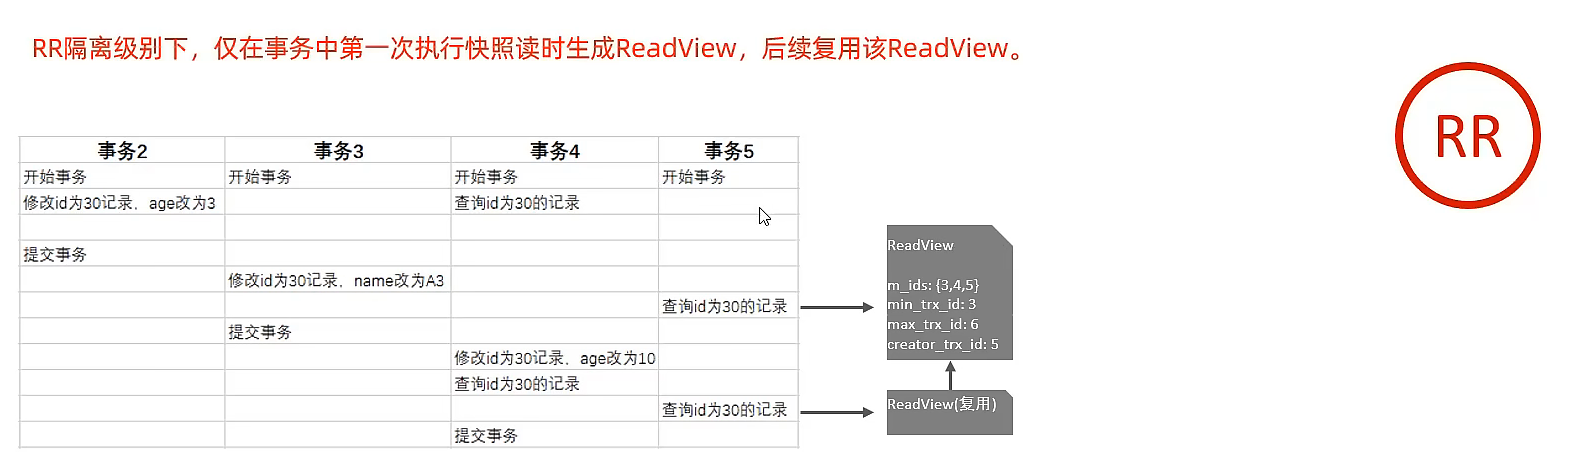 RR隔离级别下，仅在事务中第一次执行快照读时生成ReadView，后续复用该ReadView。
RR
事务2 事务3 事务4 事务5
开始事务 开始事务 开始事务 开始事务
修改id为30记录，age改为3 查询id为30的记录
提交事务
修改id为30记录，name改为A3
查询id为30的记录
提交事务
修改id为30记录，age改为10
查询id为30的记录
查询id为30的记录
提交事务
ReadView
m_ids: {3,4,5}
min_trx_id: 3
max_trx_id: 6
creator_trx_id: 5
ReadView(复用)